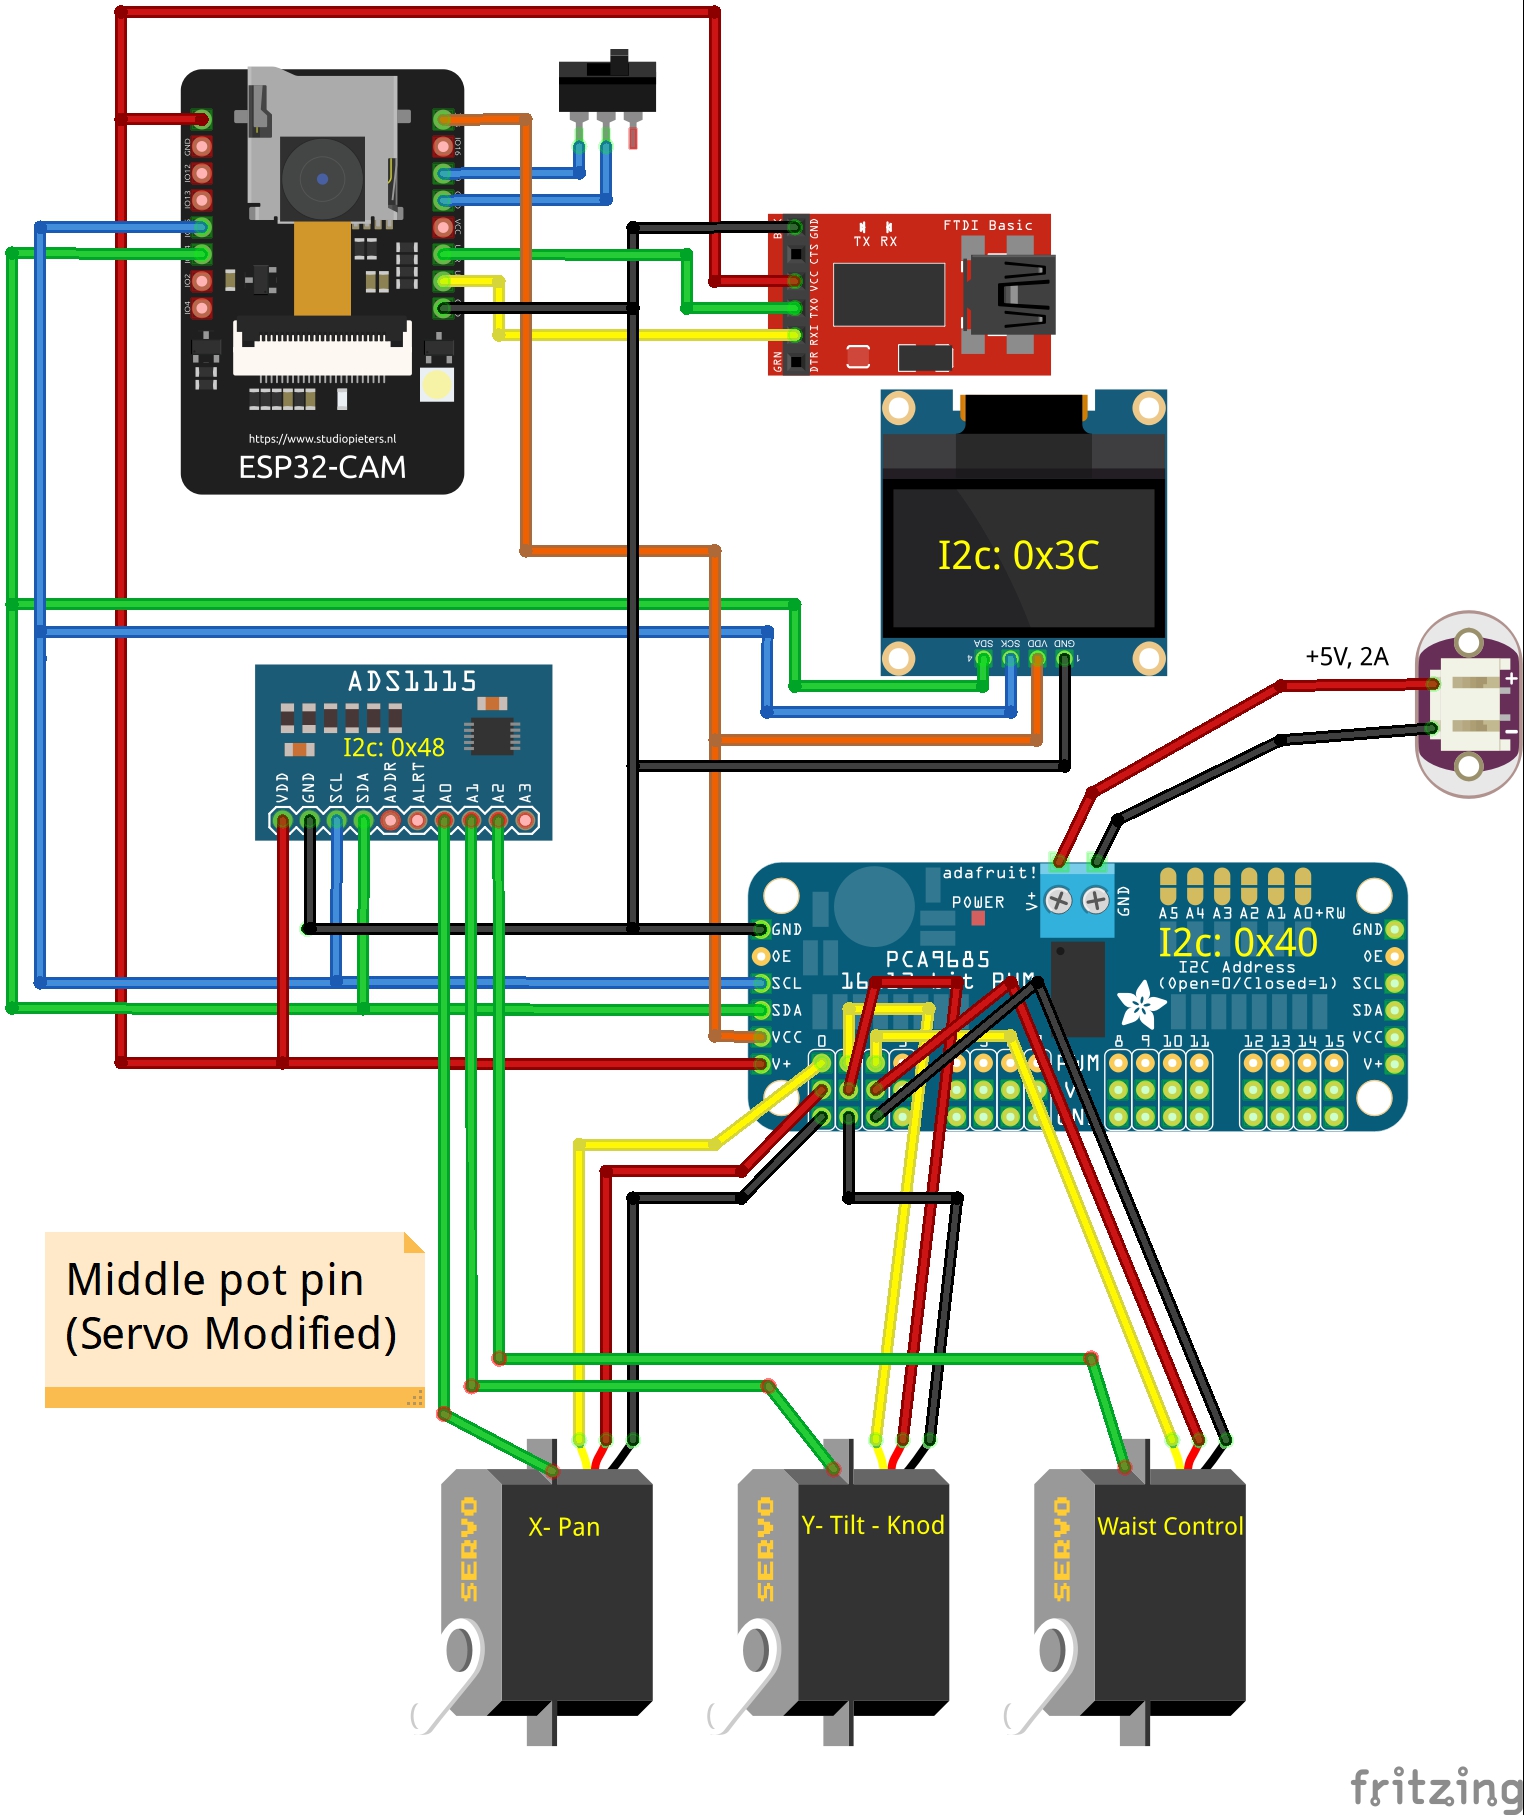 GND
IO12
IO13
IO2
IO4
IO16
VCC
https://www.studiopieters.nl
ESP32-CAM
FTDI Basic
TX RX
GND
CTS
VCC
TXO
RXI
DTR
GRN
I2c: 0x3C
SDA
SCK
VDD
GND
4
1
+5V, 2A
+
-
ADS1115
I2c: 0x48
VDD
GND
SCL
SDA
ADDR
ALRT
A0
A1
A2
A3
adafruit!
POWER
V+
GND
A5 A4 A3 A2 A1 A0+RW
I2c: 0x40
I2C Address
(Open=0/Closed=1)
PCA9685
GND
OE
SCL
SDA
VCC
V+
GND
OE
SCL
SDA
VCC
V+
0
8 9 10 11
12 13 14 15
PWM
Middle pot pin
(Servo Modified)
SERVO
X- Pan
SERVO
Y- Tilt - Knod
SERVO
Waist Control
fritzing